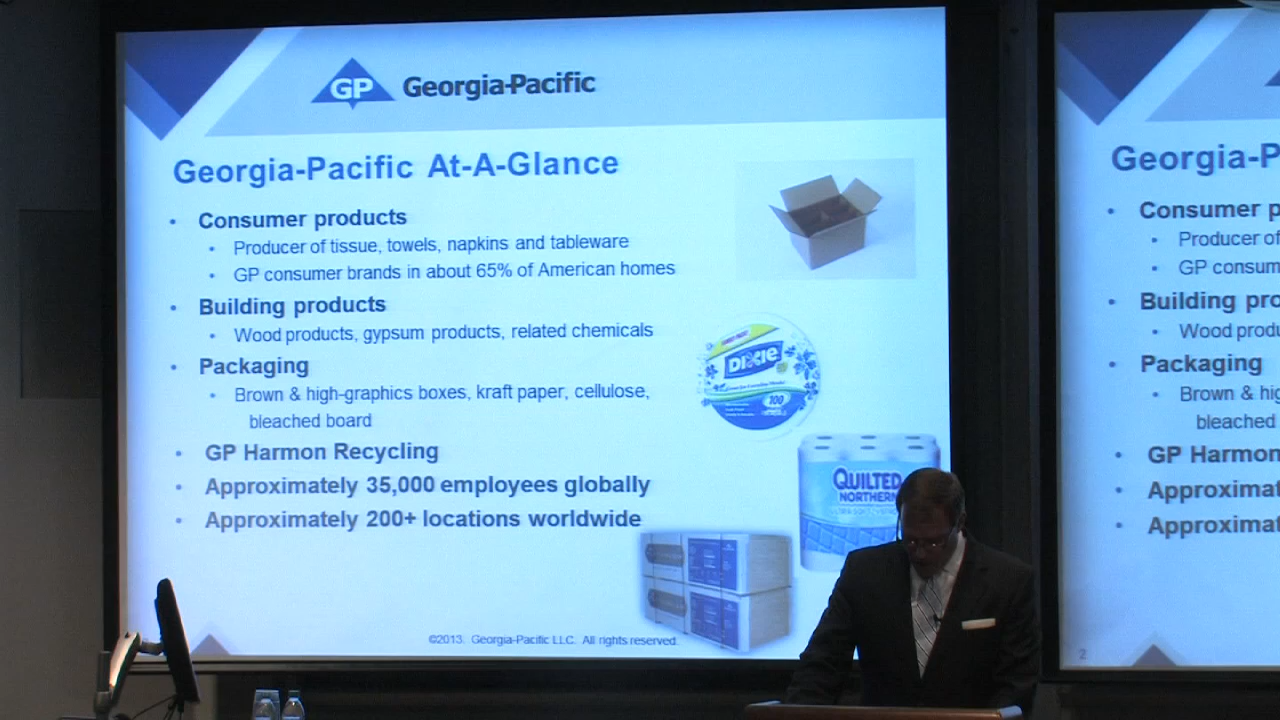 GP Georgia-Pacific
Georgia-Pacific At-A-Glance
• Consumer products
• Producer of tissue, towels, napkins and tableware
• GP consumer brands in about 65% of American homes
• Building products
• Wood products, gypsum products, related chemicals
• Packaging
• Brown & high-graphics boxes, kraft paper, cellulose,
bleached board
• GP Harmon Recycling
• Approximately 35,000 employees globally
• Approximately 200+ locations worldwide
DIXIE
100
QUILTED
NORTHERN
©2013. Georgia-Pacific LLC. All rights reserved.
Georgia-P
• Consumer p
• Producer of
• GP consum
• Building pro
• Wood produ
• Packaging
• Brown & hig
bleached
• GP Harmon
• Approximat
• Approximat
2